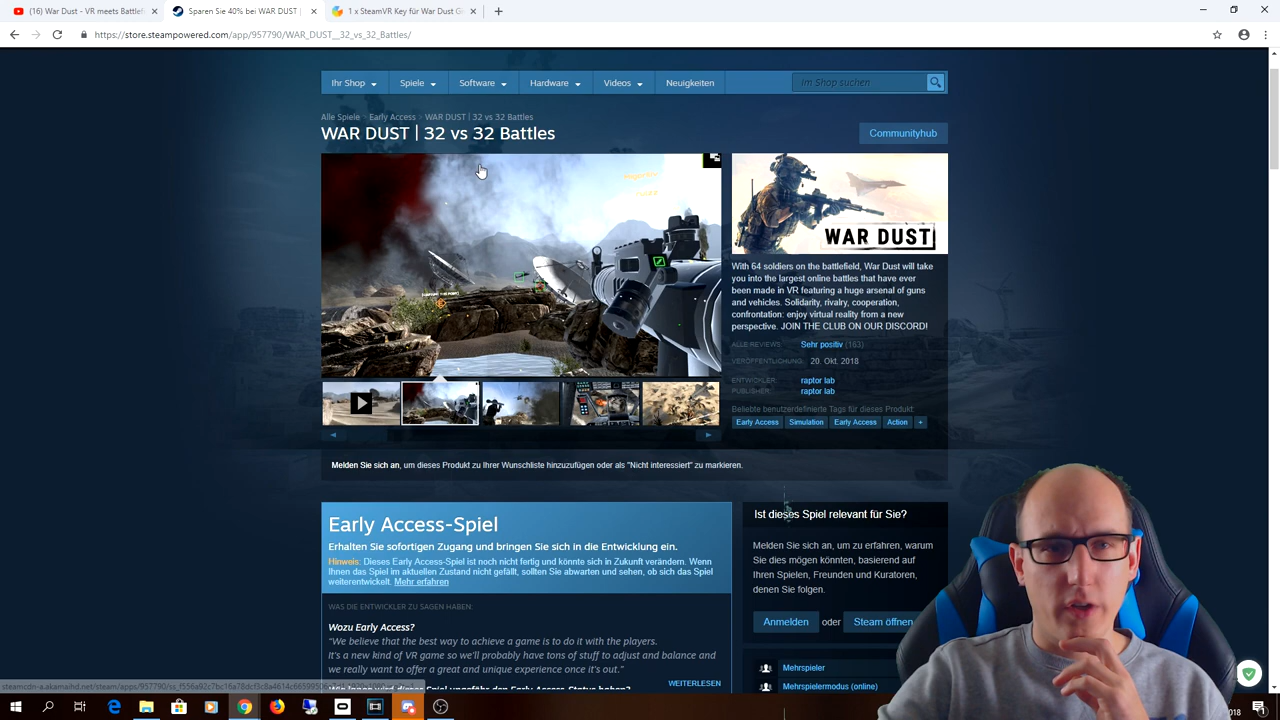 (16) War Dust - VR meets Battlef
Sparen Sie 40% bei WAR DUST |
1 x SteamVR Key für War Dust G
https://store.steampowered.com/app/957790/WAR_DUST__32_vs_32_Battles/
Ihr Shop
Spiele
Software
Hardware
Videos
Neuigkeiten
im Shop suchen
Alle Spiele > Early Access > WAR DUST | 32 vs 32 Battles
WAR DUST | 32 vs 32 Battles
Communityhub
WAR DUST
With 64 soldiers on the battlefield, War Dust will take
you into the largest online battles that have ever
been made in VR featuring a huge arsenal of guns
and vehicles. Solidarity, rivalry, cooperation,
confrontation: enjoy virtual reality from a new
perspective. JOIN THE CLUB ON OUR DISCORD!
ALLE REVIEWS: Sehr positiv (163)
VERÖFFENTLICHUNG: 20. Okt. 2018
ENTWICKLER: raptor lab
PUBLISHER: raptor lab
Beliebte benutzerdefinierte Tags für dieses Produkt:
Early Access Simulation Early Access Action +
Melden Sie sich an, um dieses Produkt zu Ihrer Wunschliste hinzuzufügen oder als "Nicht interessiert" zu markieren.
Early Access-Spiel
Erhalten Sie sofortigen Zugang und bringen Sie sich in die Entwicklung ein.
Hinweis: Dieses Early Access-Spiel ist noch nicht fertig und könnte sich in Zukunft verändern. Wenn
Ihnen das Spiel im aktuellen Zustand nicht gefällt, sollten Sie abwarten und sehen, ob sich das Spiel
weiterentwickelt. Mehr erfahren
WAS DIE ENTWICKLER ZU SAGEN HABEN:
Wozu Early Access?
"We believe that the best way to achieve a game is to do it with the players.
It's a new kind of VR game so we'll probably have tons of stuff to adjust and balance and
we really want to offer a great and unique experience once it's out."
WEITERLESEN
Ist dieses Spiel relevant für Sie?
Melden Sie sich an, um zu erfahren, warum
Sie dies mögen könnten, basierend auf
Ihren Spielen, Freunden und Kuratoren,
denen Sie folgen.
Anmelden oder Steam öffnen
Mehrspieler
Mehrspielermodus (online)
2018